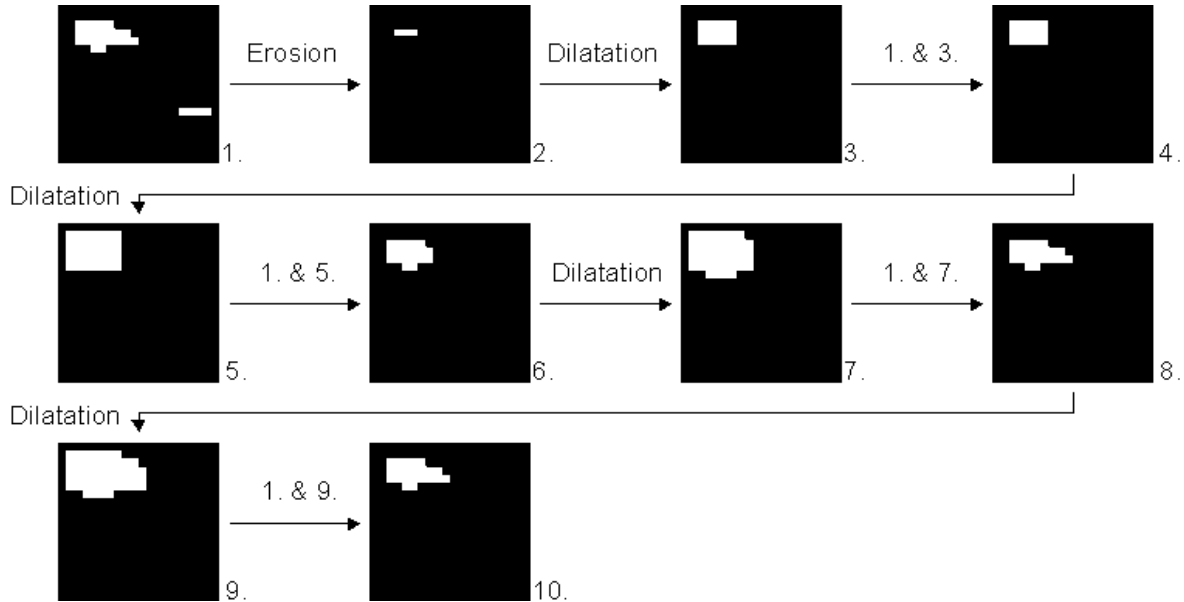 Erosion
Dilatation
1. & 3.
1.
2.
3.
4.
Dilatation
1. & 5.
Dilatation
1. & 7.
5.
6.
7.
8.
Dilatation
1. & 9.
9.
10.